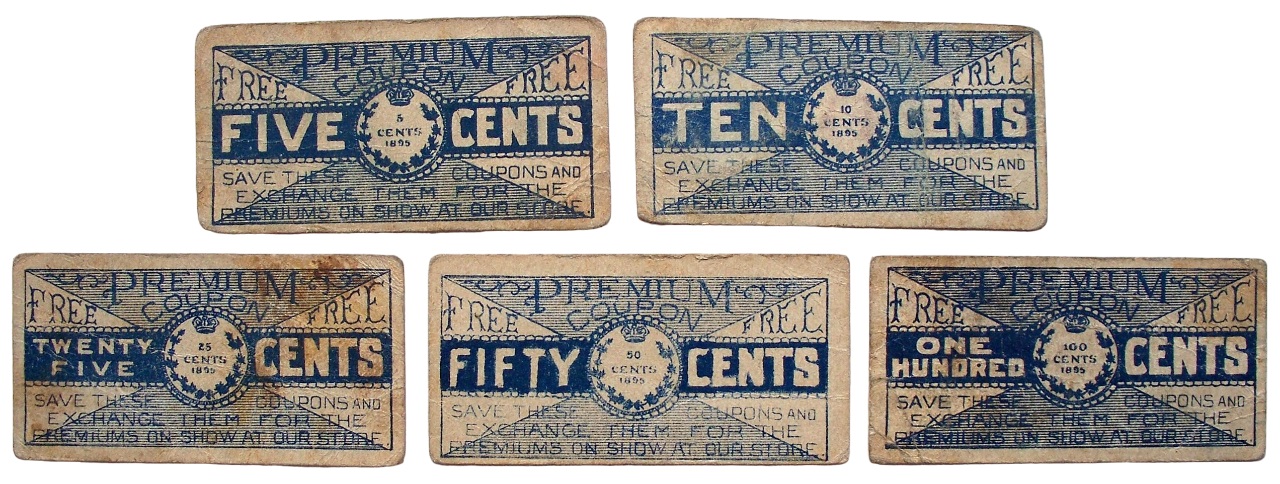 PREMIUM
COUPON
FREE FREE
FIVE CENTS
5
CENTS
1895
SAVE THESE COUPONS AND
EXCHANGE THEM FOR THE
PREMIUMS ON SHOW AT OUR STORE
PREMIUM
COUPON
FREE FREE
TEN CENTS
10
CENTS
1895
SAVE THESE COUPONS AND
EXCHANGE THEM FOR THE
PREMIUMS ON SHOW AT OUR STORE
PREMIUM
COUPON
FREE FREE
TWENTY
FIVE CENTS
25
CENTS
1895
SAVE THESE COUPONS AND
EXCHANGE THEM FOR THE
PREMIUMS ON SHOW AT OUR STORE
PREMIUM
COUPON
FREE FREE
FIFTY CENTS
50
CENTS
1895
SAVE THESE COUPONS AND
EXCHANGE THEM FOR THE
PREMIUMS ON SHOW AT OUR STORE
PREMIUM
COUPON
FREE FREE
ONE
HUNDRED CENTS
100
CENTS
1895
SAVE THESE COUPONS AND
EXCHANGE THEM FOR THE
PREMIUMS ON SHOW AT OUR STORE